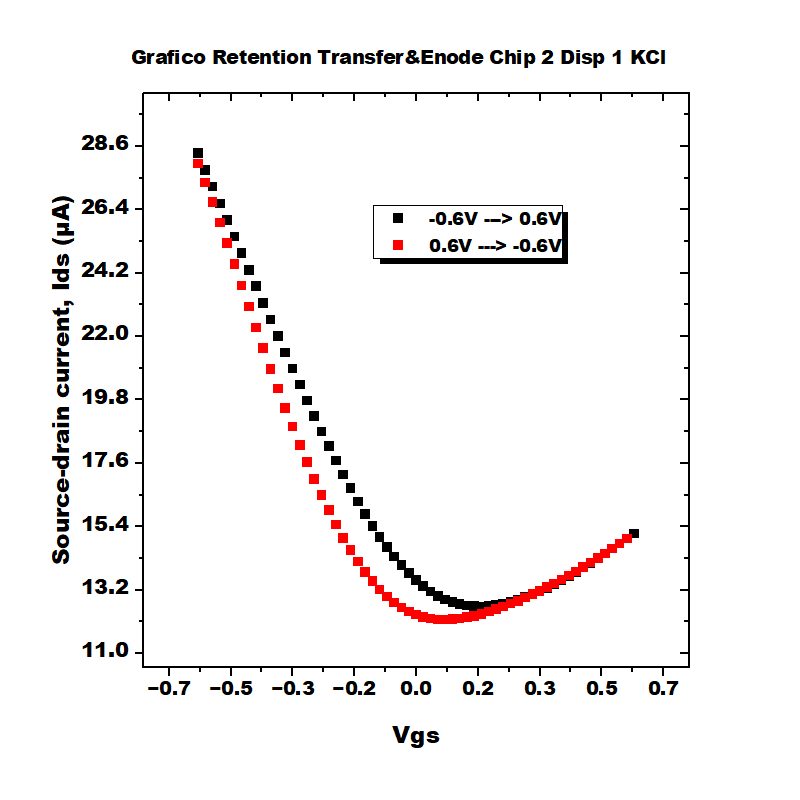 Grafico Retention Transfer&Enode Chip 2 Disp 1 KCl
28.6
26.4
24.2
22.0
19.8
17.6
15.4
13.2
11.0
Source-drain current, Ids (µA)
-0.6V ---> 0.6V
0.6V ---> -0.6V
−0.7 −0.5 −0.3 −0.2 0.0 0.2 0.3 0.5 0.7
Vgs